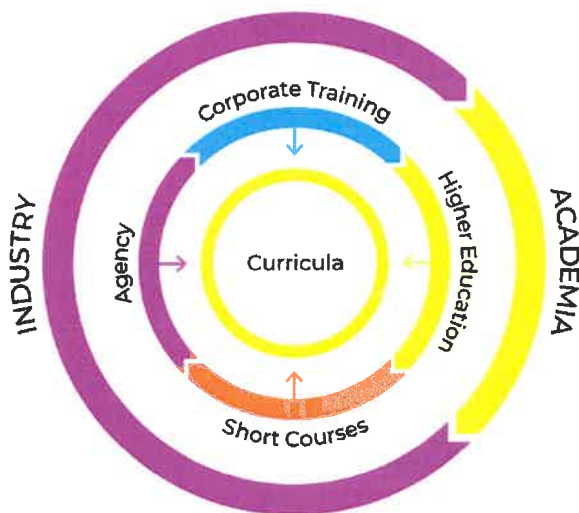 Corporate Training
INDUSTRY
Agency
Curricula
Higher Education
ACADEMIA
Short Courses